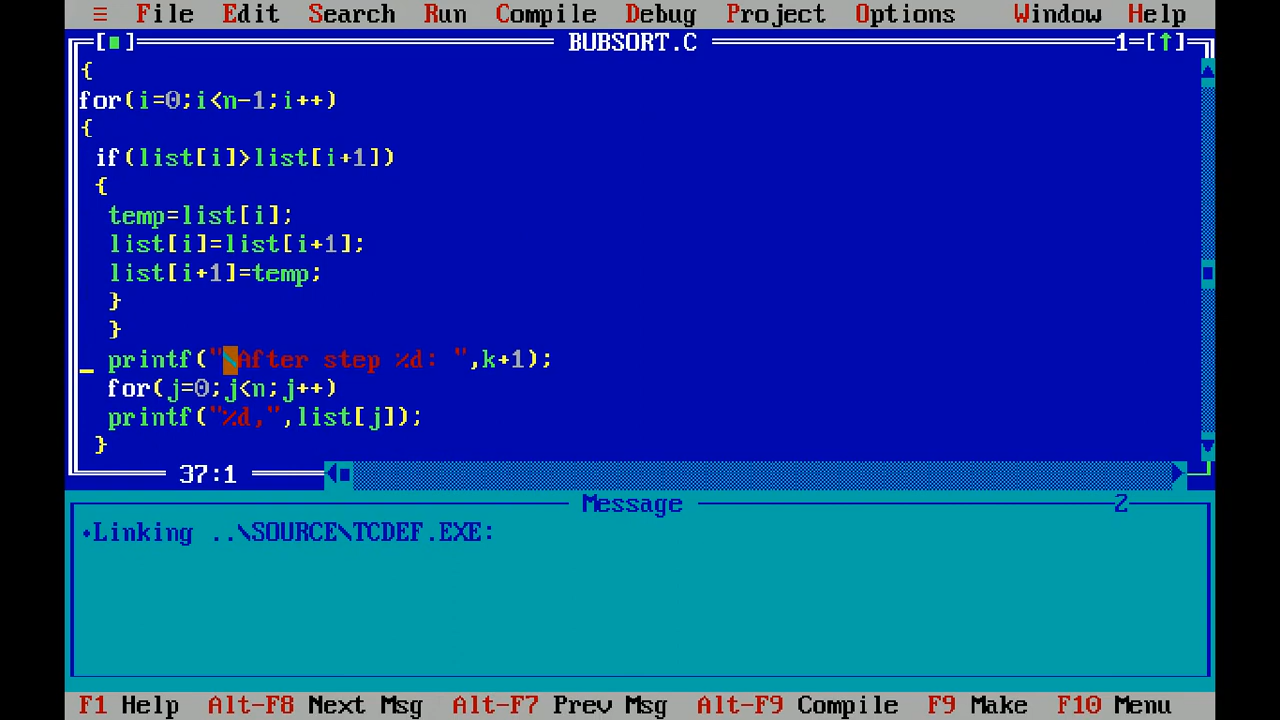 ≡ File Edit Search Run Compile Debug Project Options Window Help
[■] BUBSORT.C 1=[↑]
{
for(i=0;i<n-1;i++)
{
if(list[i]>list[i+1])
{
temp=list[i];
list[i]=list[i+1];
list[i+1]=temp;
}
}
printf("\After step %d: ",k+1);
for(j=0;j<n;j++)
printf("%d,",list[j]);
}
37:1
Message 2
•Linking ..\SOURCE\TCDEF.EXE:
F1 Help Alt-F8 Next Msg Alt-F7 Prev Msg Alt-F9 Compile F9 Make F10 Menu